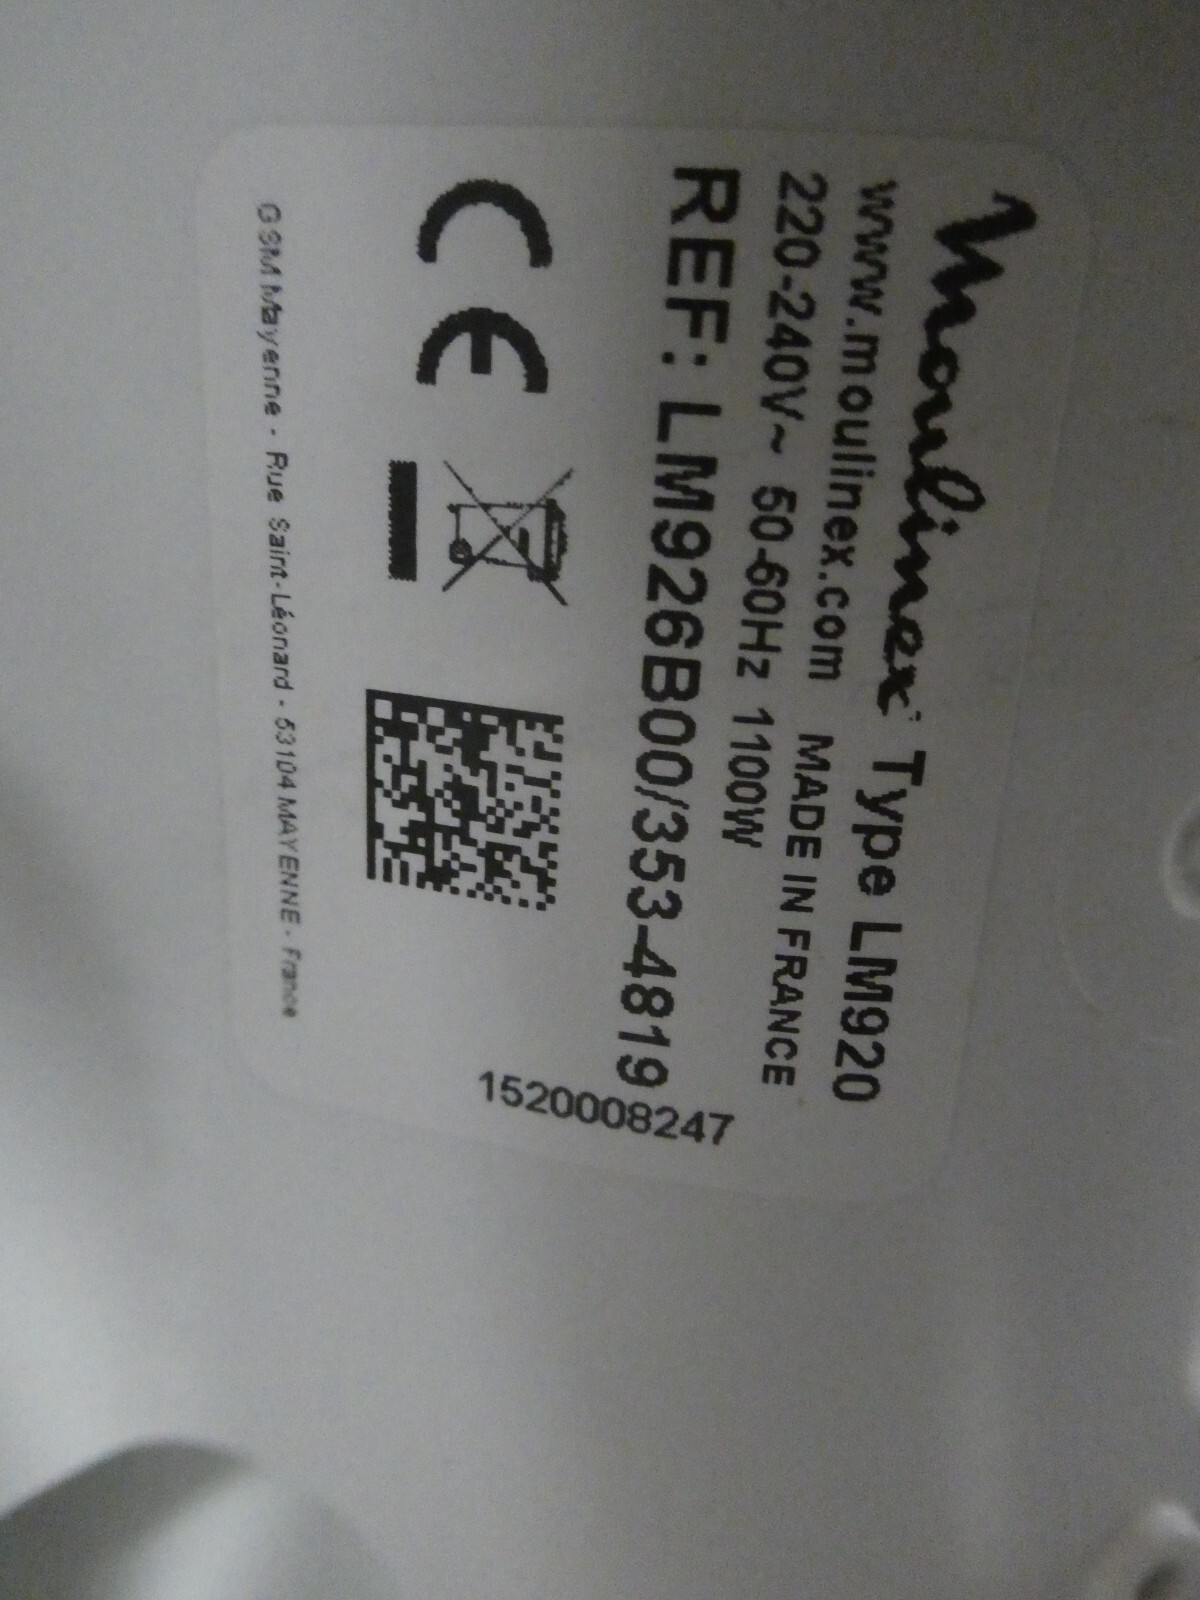 Moulinex Type LM920
www.moulinex.com MADE IN FRANCE
220-240V~ 50-60Hz 1100W
REF: LM926B00/353-4819
1520008247
CE
GSM Mayenne - Rue Saint-Léonard - 53104 MAYENNE - France